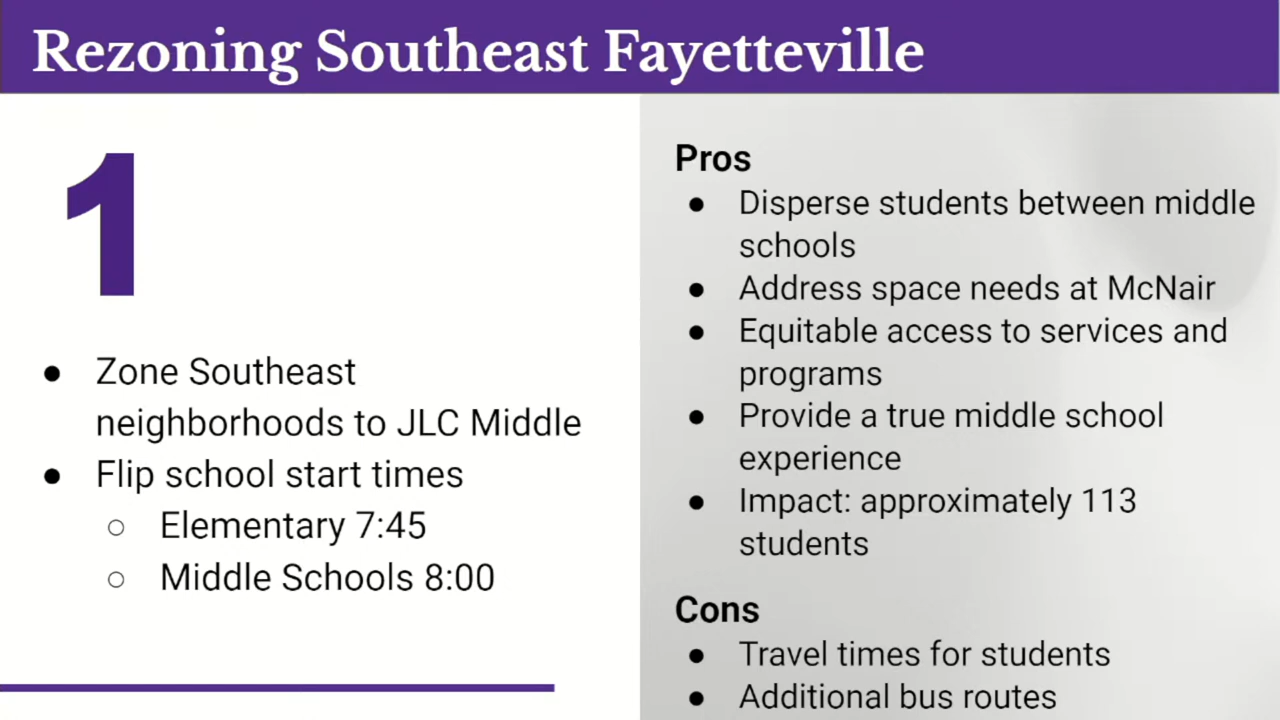 Rezoning Southeast Fayetteville
1
● Zone Southeast
neighborhoods to JLC Middle
● Flip school start times
○ Elementary 7:45
○ Middle Schools 8:00
Pros
● Disperse students between middle
schools
● Address space needs at McNair
● Equitable access to services and
programs
● Provide a true middle school
experience
● Impact: approximately 113
students
Cons
● Travel times for students
● Additional bus routes